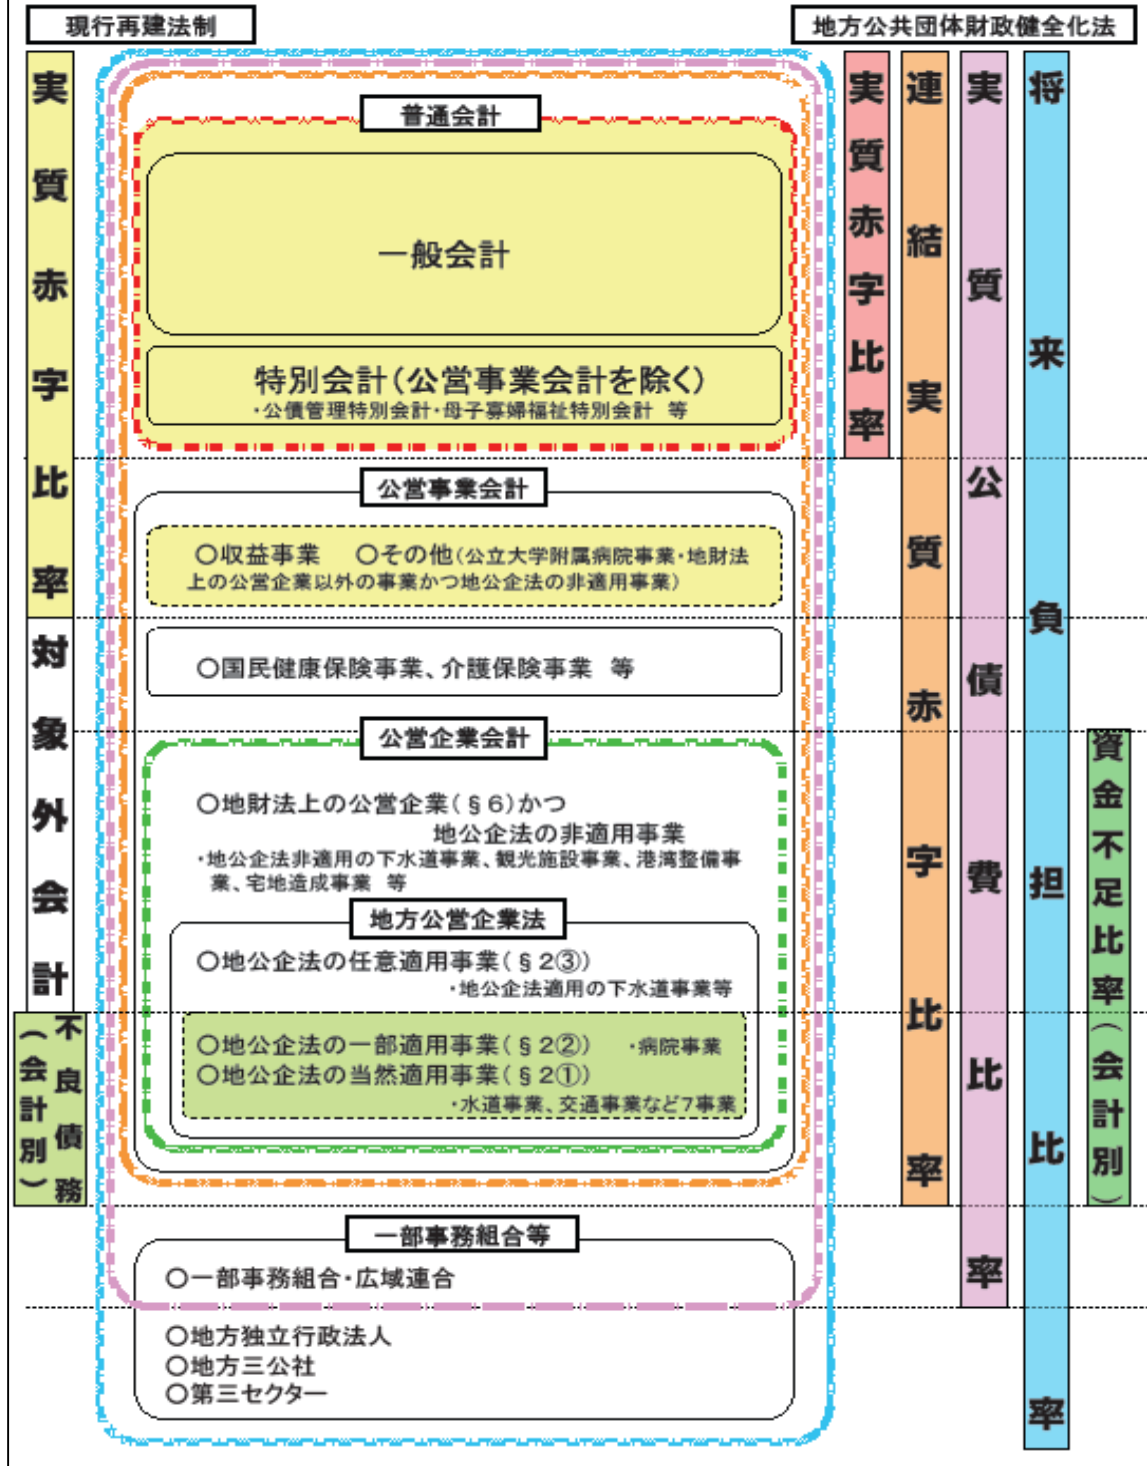 現行再建法制
地方公共団体財政健全化法
実質赤字比率
対象外会計
不良債務
（会計別）
普通会計
一般会計
特別会計（公営事業会計を除く）
・公債管理特別会計・母子寡婦福祉特別会計　等
公営事業会計
〇収益事業　〇その他（公立大学附属病院事業・地財法
上の公営企業以外の事業かつ地公企法の非適用事業）
〇国民健康保険事業、介護保険事業　等
公営企業会計
〇地財法上の公営企業（§6）かつ
地公企法の非適用事業
・地公企法非適用の下水道事業、観光施設事業、港湾整備事
業、宅地造成事業　等
地方公営企業法
〇地公企法の任意適用事業（§2③）
・地公企法適用の下水道事業等
〇地公企法の一部適用事業（§2②）　・病院事業
〇地公企法の当然適用事業（§2①）
・水道事業、交通事業など7事業
一部事務組合等
〇一部事務組合・広域連合
〇地方独立行政法人
〇地方三公社
〇第三セクター
実質赤字比率
連結実質赤字比率
実質公債費比率
将来負担比率
資金不足比率（会計別）